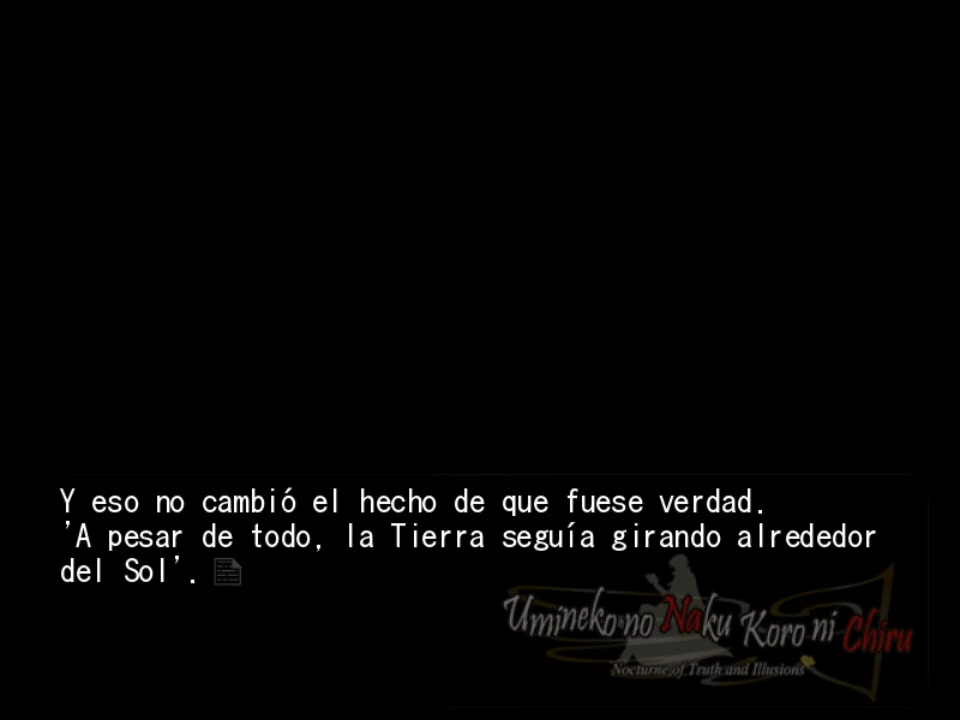 Y eso no cambió el hecho de que fuese verdad.
'A pesar de todo, la Tierra seguía girando alrededor
del Sol'.
Umineko no Naku Koro ni Chiru
Nocturne of Truth and Illusions